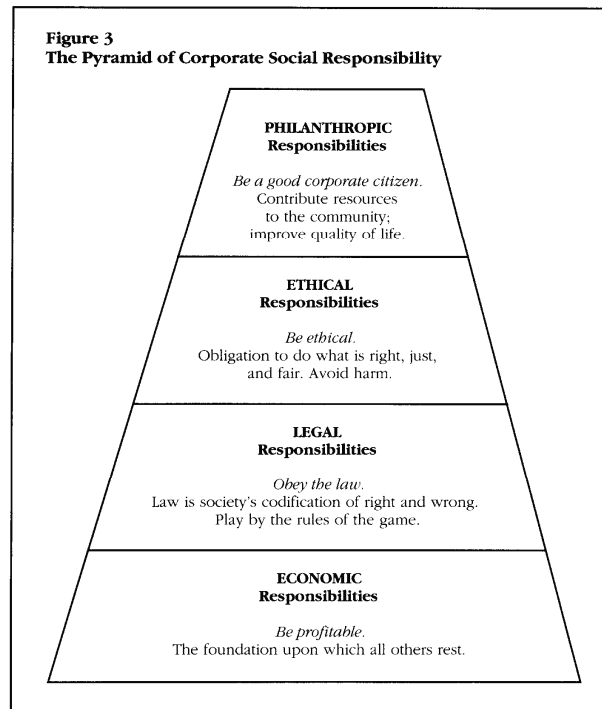 Figure 3
The Pyramid of Corporate Social Responsibility
PHILANTHROPIC
Responsibilities
Be a good corporate citizen.
Contribute resources
to the community;
improve quality of life.
ETHICAL
Responsibilities
Be ethical.
Obligation to do what is right, just,
and fair. Avoid harm.
LEGAL
Responsibilities
Obey the law.
Law is society's codification of right and wrong.
Play by the rules of the game.
ECONOMIC
Responsibilities
Be profitable.
The foundation upon which all others rest.